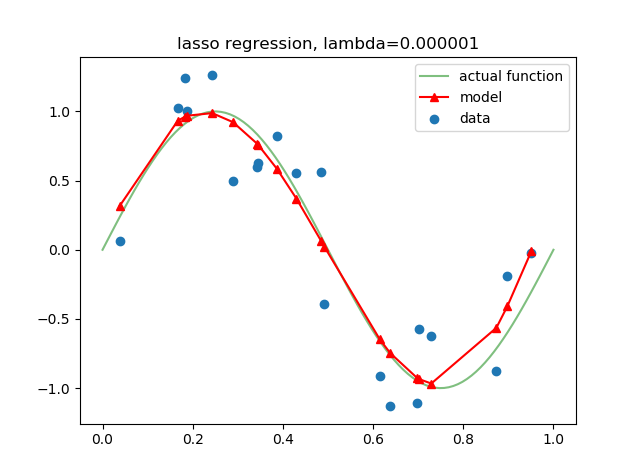 lasso regression, lambda=0.000001
actual function
model
data
1.0
0.5
0.0
−0.5
−1.0
0.0 0.2 0.4 0.6 0.8 1.0